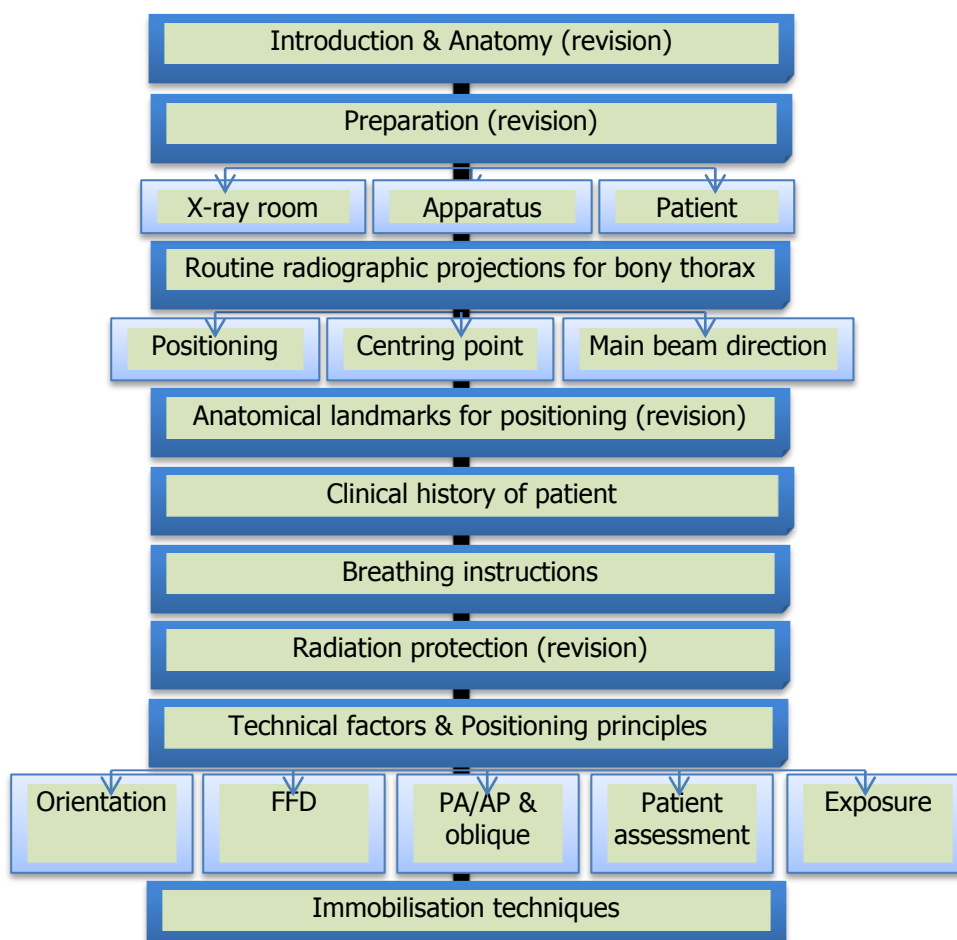 Introduction & Anatomy (revision)
Preparation (revision)
X-ray room
Apparatus
Patient
Routine radiographic projections for bony thorax
Positioning
Centring point
Main beam direction
Anatomical landmarks for positioning (revision)
Clinical history of patient
Breathing instructions
Radiation protection (revision)
Technical factors & Positioning principles
Orientation
FFD
PA/AP &
oblique
Patient
assessment
Exposure
Immobilisation techniques